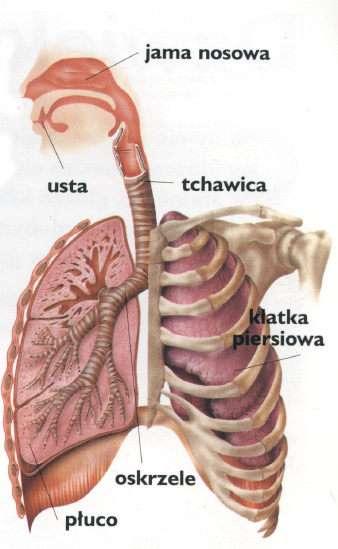 jama nosowa
usta
tchawica
klatka
piersiowa
oskrzele
płuco